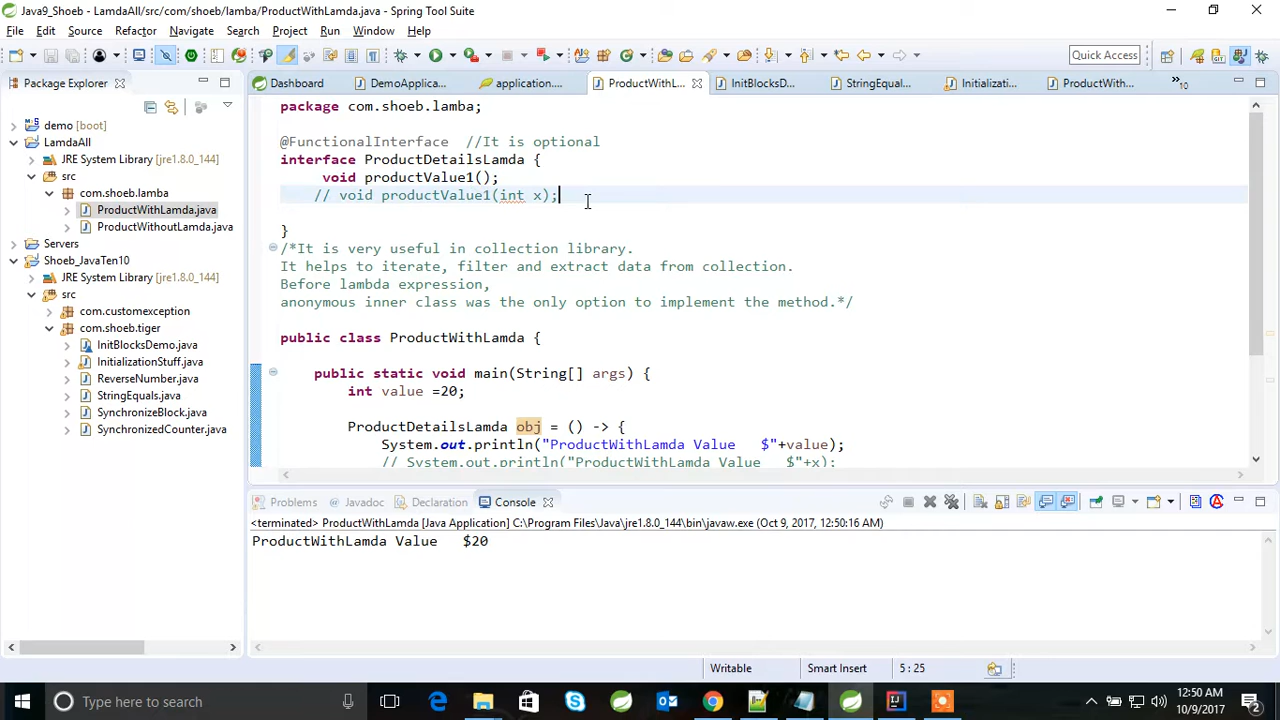 Java9_Shoeb - LamdaAll/src/com/shoeb/lamba/ProductWithLamda.java - Spring Tool Suite
File Edit Source Refactor Navigate Search Project Run Window Help
Quick Access
Package Explorer
Dashboard DemoApplica... application.... ProductWithL... InitBlocksD... StringEqual... Initializati... ProductWith... »10
demo [boot]
LamdaAll
JRE System Library [jre1.8.0_144]
src
com.shoeb.lamba
ProductWithLamda.java
ProductWithoutLamda.java
Servers
Shoeb_JavaTen10
JRE System Library [jre1.8.0_144]
src
com.customexception
com.shoeb.tiger
InitBlocksDemo.java
InitializationStuff.java
ReverseNumber.java
StringEquals.java
SynchronizeBlock.java
SynchronizedCounter.java
package com.shoeb.lamba;
@FunctionalInterface //It is optional
interface ProductDetailsLamda {
void productValue1();
// void productValue1(int x);
}
/*It is very useful in collection library.
It helps to iterate, filter and extract data from collection.
Before lambda expression,
anonymous inner class was the only option to implement the method.*/
public class ProductWithLamda {
public static void main(String[] args) {
int value =20;
ProductDetailsLamda obj = () -> {
System.out.println("ProductWithLamda Value   $"+value);
// System.out.println("ProductWithLamda Value   $"+x);
Problems Javadoc Declaration Console
<terminated> ProductWithLamda [Java Application] C:\Program Files\Java\jre1.8.0_144\bin\javaw.exe (Oct 9, 2017, 12:50:16 AM)
ProductWithLamda Value   $20
Writable Smart Insert 5 : 25
Type here to search
12:50 AM
10/9/2017
2